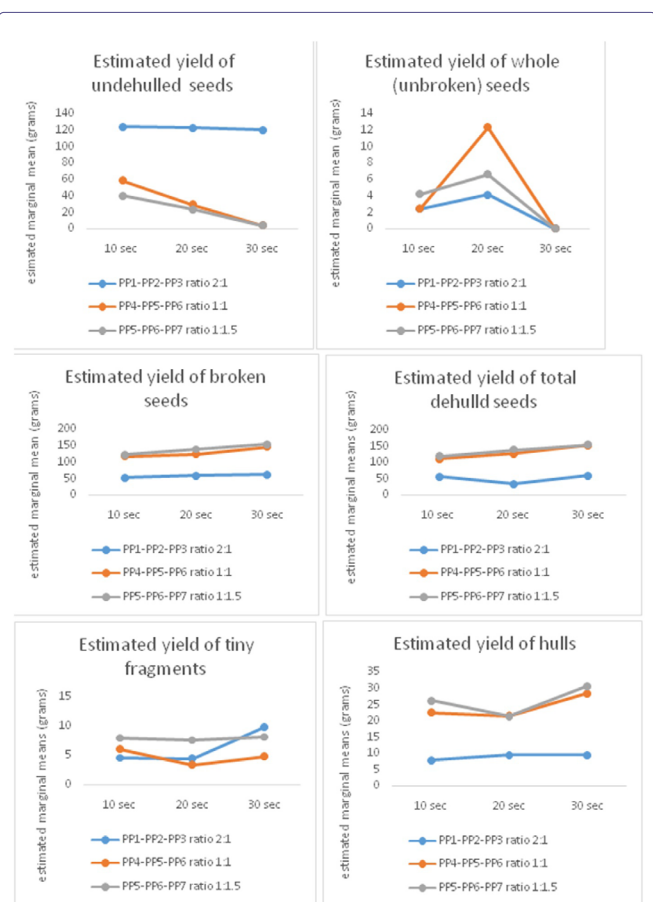 Estimated yield of
undehulled seeds
esimated marginal mean (grams)
140
120
100
80
60
40
20
0
10 sec 20 sec 30 sec
PP1-PP2-PP3 ratio 2:1
PP4-PP5-PP6 ratio 1:1
PP5-PP6-PP7 ratio 1:1.5
Estimated yield of whole
(unbroken) seeds
estimated marginal mean (grams)
14
12
10
8
6
4
2
0
10 sec 20 sec 30 sec
PP1-PP2-PP3 ratio 2:1
PP4-PP5-PP6 ratio 1:1
PP5-PP6-PP7 ratio 1:1.5
Estimated yield of broken
seeds
estimated marginal mean (grams)
200
150
100
50
0
10 sec 20 sec 30 sec
PP1-PP2-PP3 ratio 2:1
PP4-PP5-PP6 ratio 1:1
PP5-PP6-PP7 ratio 1:1.5
Estimated yield of total
dehulld seeds
estimated marginal means (grams)
200
150
100
50
0
10 sec 20 sec 30 sec
PP1-PP2-PP3 ratio 2:1
PP4-PP5-PP6 ratio 1:1
PP5-PP6-PP7 ratio 1:1.5
Estimated yield of tiny
fragments
estimated marginal means (grams)
15
10
5
0
10 sec 20 sec 30 sec
PP1-PP2-PP3 ratio 2:1
PP4-PP5-PP6 ratio 1:1
PP5-PP6-PP7 ratio 1:1.5
Estimated yield of hulls
estimated marginal means (grams)
35
30
25
20
15
10
5
0
10 sec 20 sec 30 sec
PP1-PP2-PP3 ratio 2:1
PP4-PP5-PP6 ratio 1:1
PP5-PP6-PP7 ratio 1:1.5